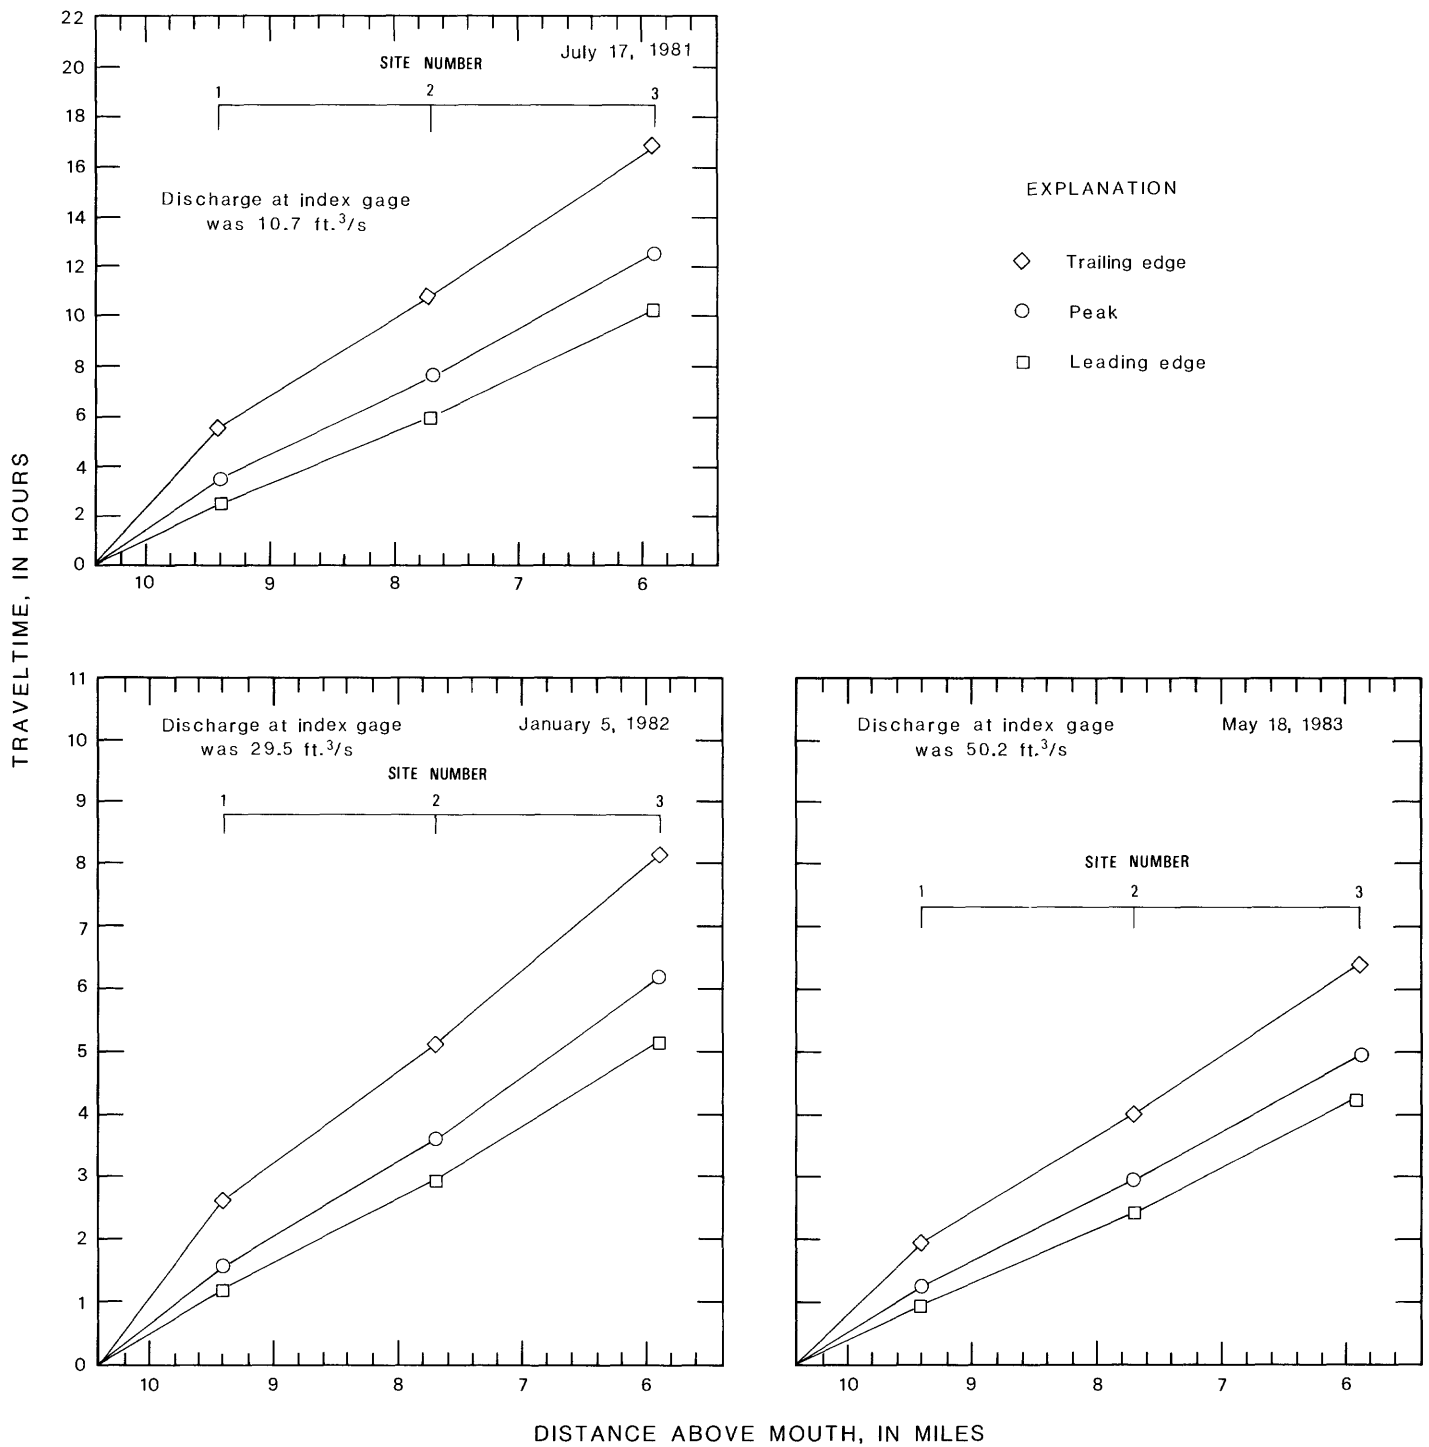 TRAVELTIME, IN HOURS
22
20
18
16
14
12
10
8
6
4
2
0
July 17, 1981
SITE NUMBER
1 2 3
Discharge at index gage
was 10.7 ft.³/s
10 9 8 7 6
EXPLANATION
Trailing edge
Peak
Leading edge
11
10
9
8
7
6
5
4
3
2
1
0
Discharge at index gage
was 29.5 ft.³/s
January 5, 1982
SITE NUMBER
1 2 3
10 9 8 7 6
Discharge at index gage
was 50.2 ft.³/s
May 18, 1983
SITE NUMBER
1 2 3
10 9 8 7 6
DISTANCE ABOVE MOUTH, IN MILES